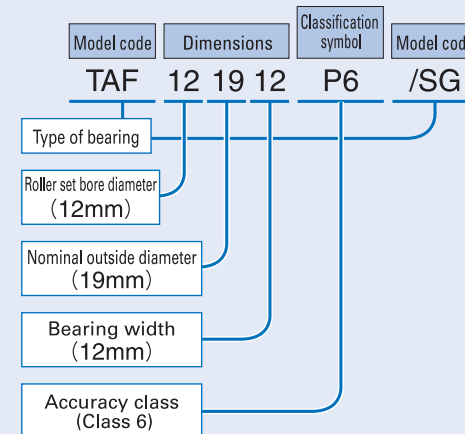 Model code
Dimensions
Classification
symbol
Model cod
TAF 12 19 12 P6 /SG
Type of bearing
Roller set bore diameter
(12mm)
Nominal outside diameter
(19mm)
Bearing width
(12mm)
Accuracy class
(Class 6)